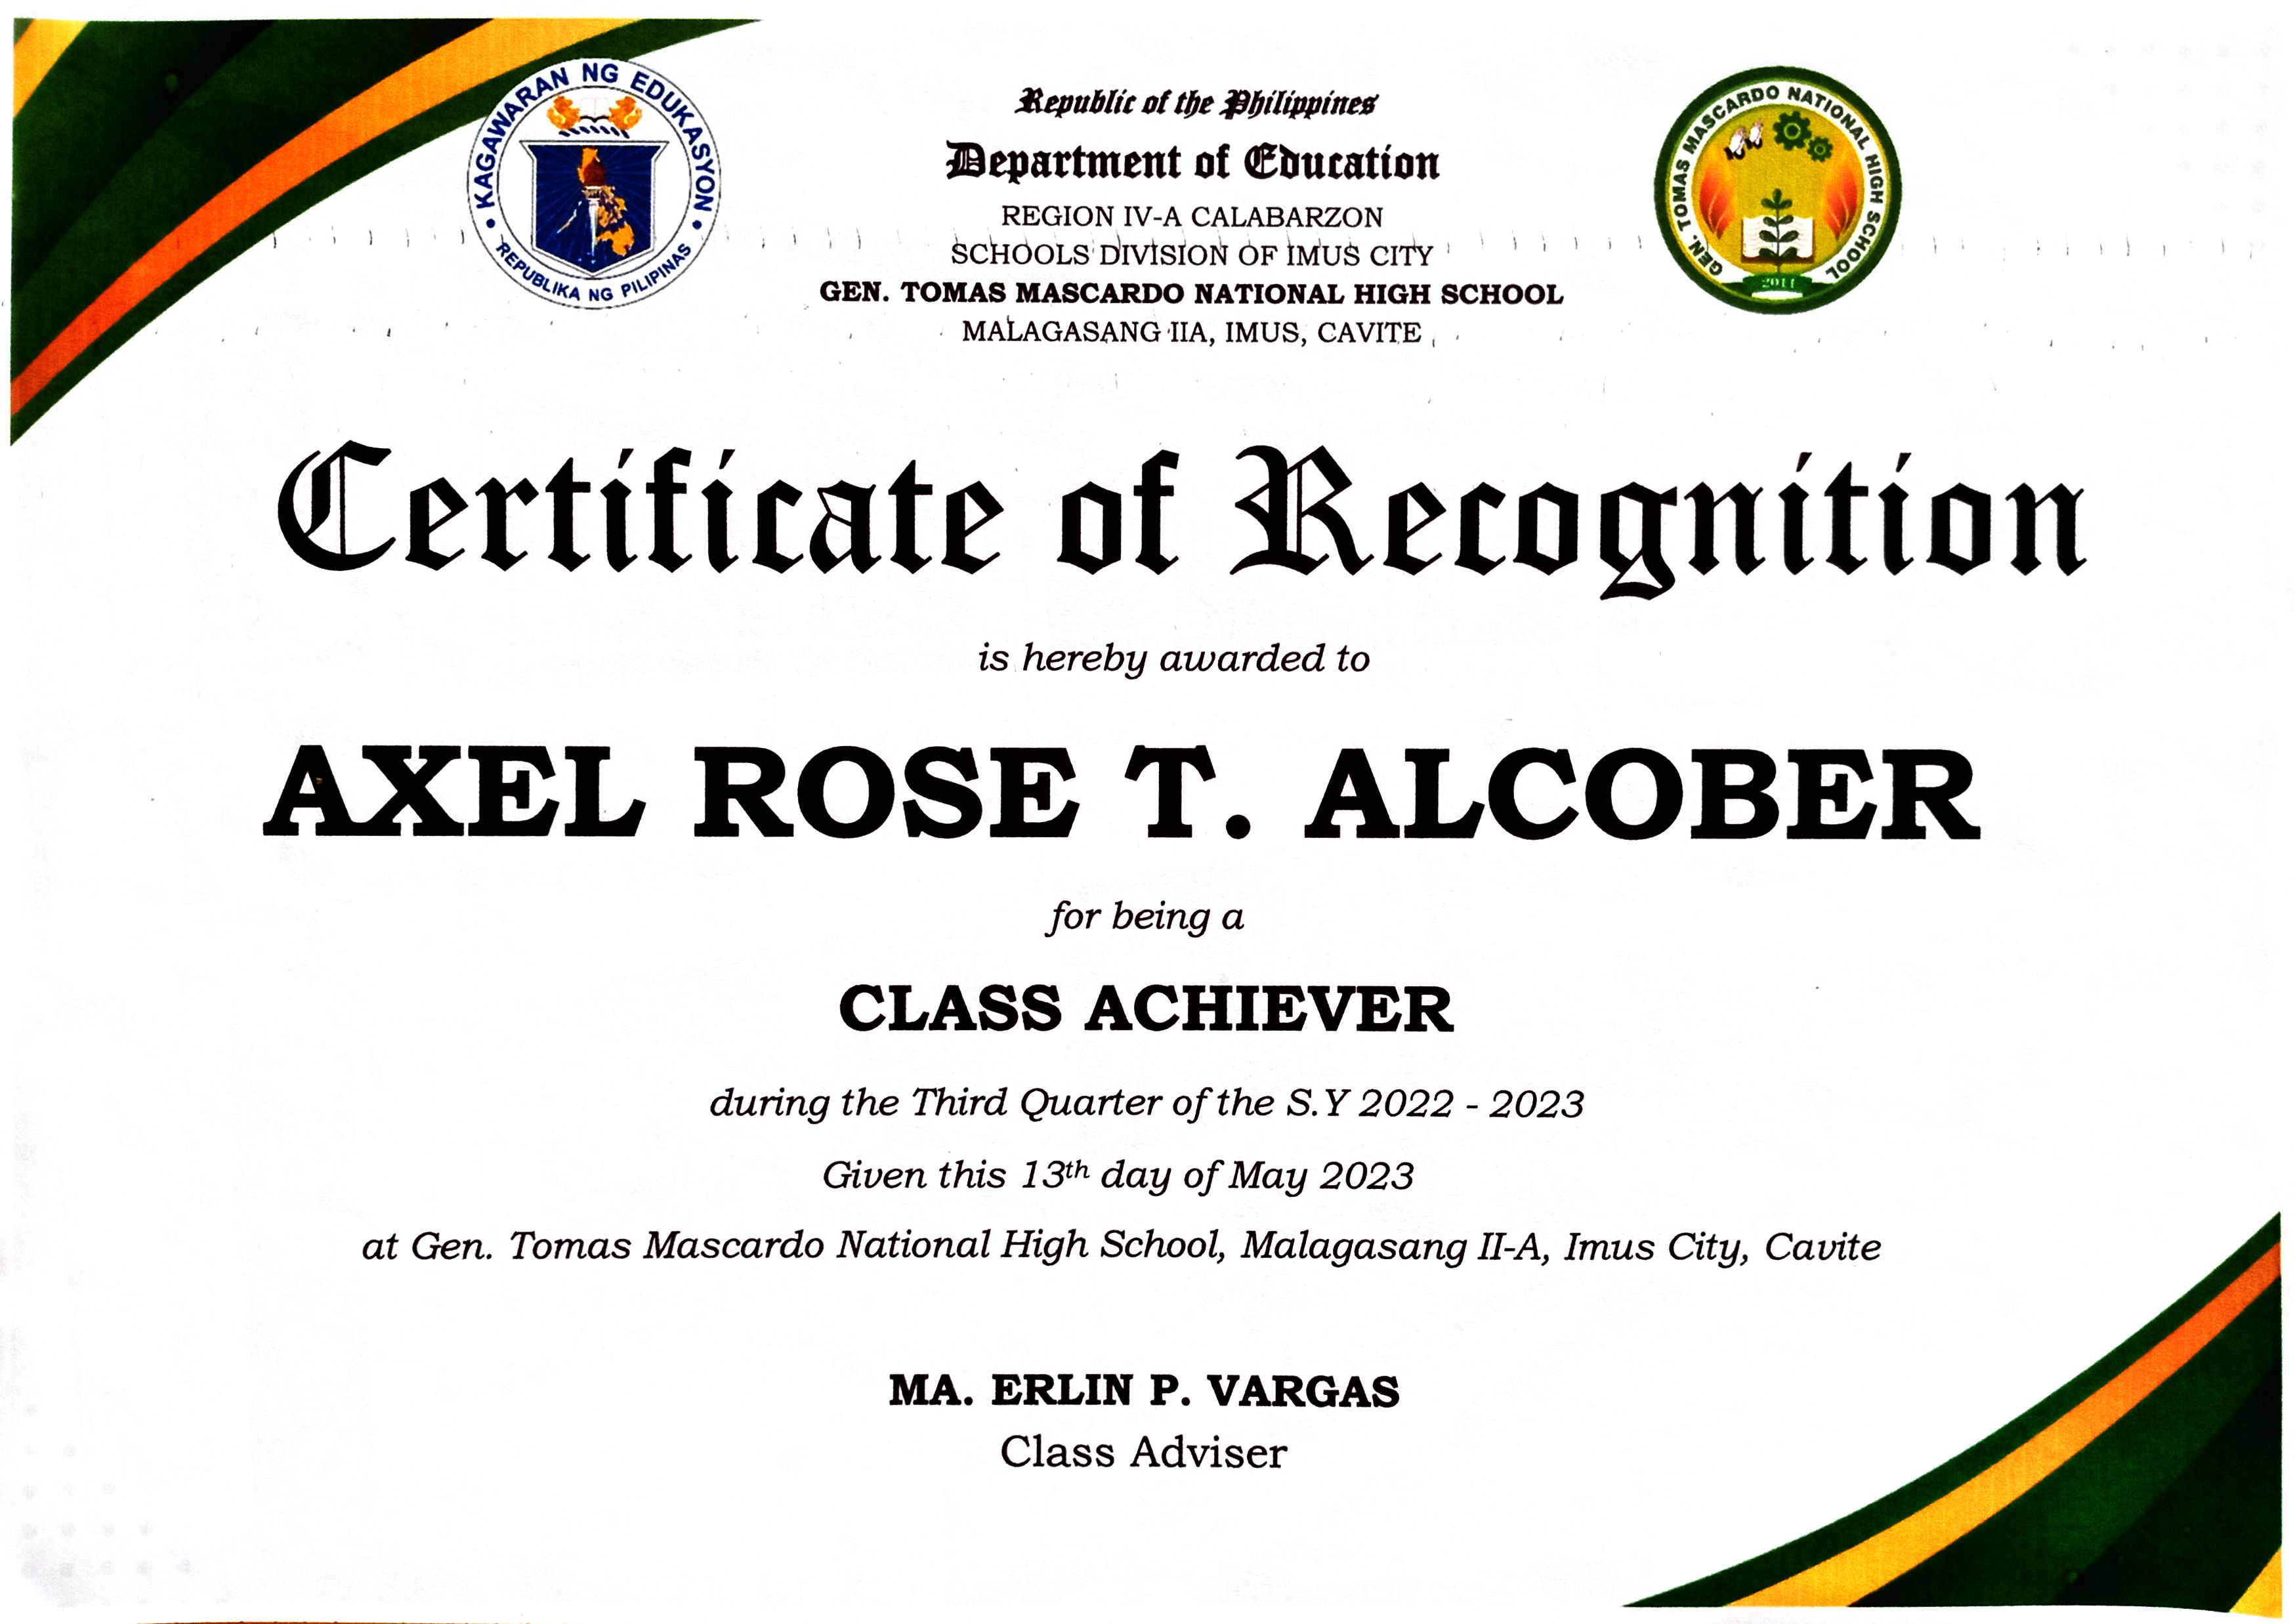 KAGAWARAN NG EDUKASYON
REPUBLIKA NG PILIPINAS
Republic of the Philippines
Department of Education
REGION IV-A CALABARZON
SCHOOLS DIVISION OF IMUS CITY
GEN. TOMAS MASCARDO NATIONAL HIGH SCHOOL
MALAGASANG IIA, IMUS, CAVITE
GEN. TOMAS MASCARDO NATIONAL HIGH SCHOOL
2011
Certificate of Recognition
is hereby awarded to
AXEL ROSE T. ALCOBER
for being a
CLASS ACHIEVER
during the Third Quarter of the S.Y 2022 - 2023
Given this 13th day of May 2023
at Gen. Tomas Mascardo National High School, Malagasang II-A, Imus City, Cavite
MA. ERLIN P. VARGAS
Class Adviser